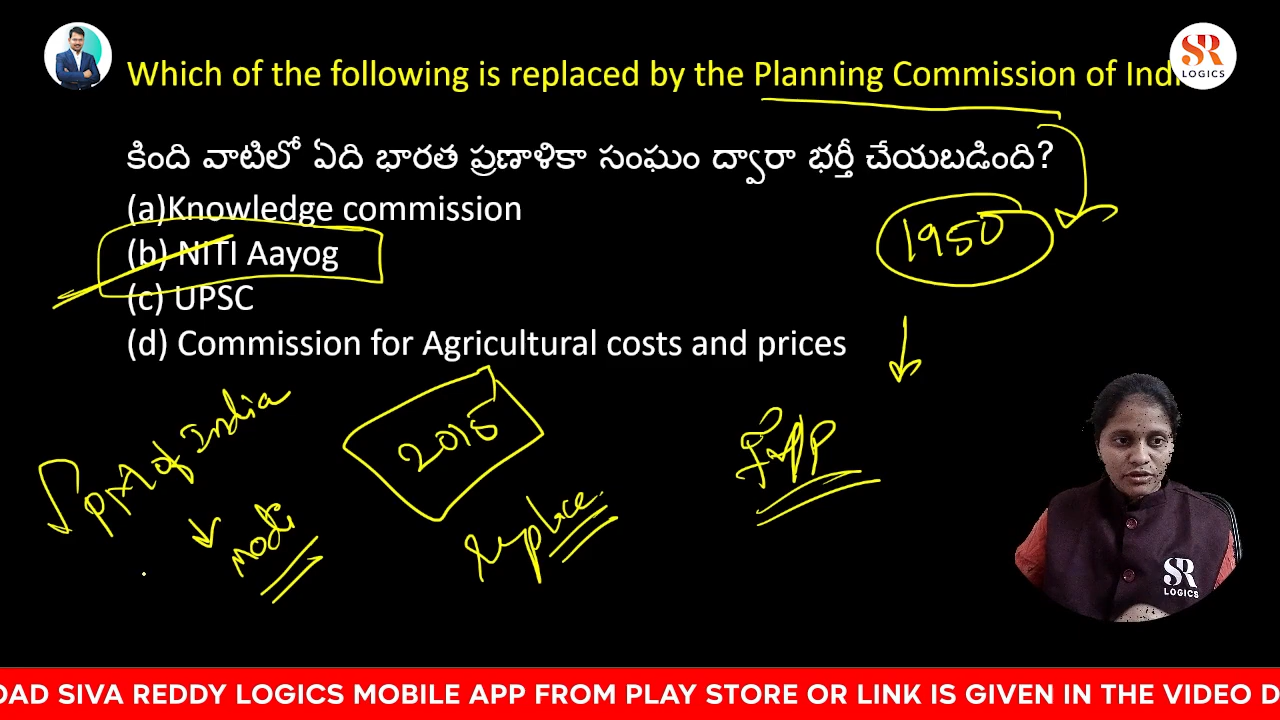 Which of the following is replaced by the Planning Commission of Indi
SR
LOGICS
కింది వాటిలో ఏది భారత ప్రణాళికా సంఘం ద్వారా భర్తీ చేయబడింది?
(a)Knowledge commission
(b) NITI Aayog
(c) UPSC
(d) Commission for Agricultural costs and prices
1950
of India
2015
Modi
replace
SR
LOGICS
OAD SIVA REDDY LOGICS MOBILE APP FROM PLAY STORE OR LINK IS GIVEN IN THE VIDEO D